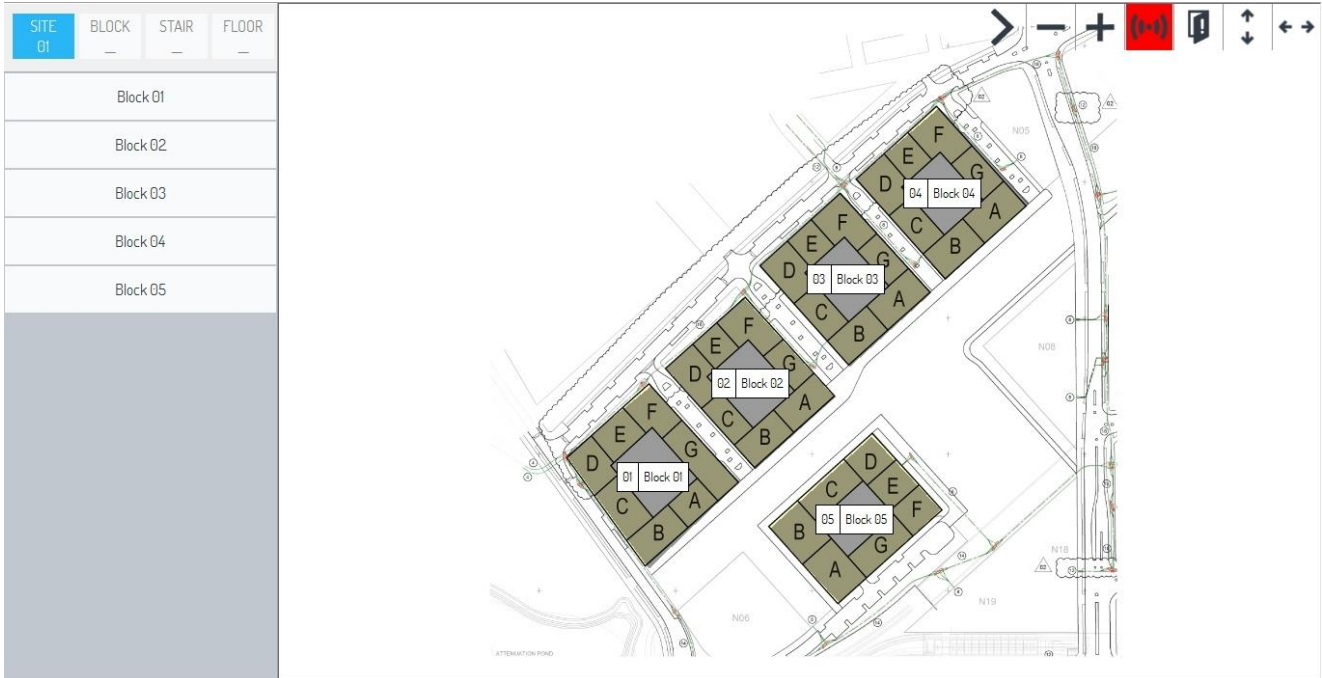 SITE
01
BLOCK
—
STAIR
—
FLOOR
—
Block 01
Block 02
Block 03
Block 04
Block 05
N05
F
E
G
D
04 Block 04
A
C
B
F
E
G
D
03 Block 03
A
C
B
N08
F
E
G
D
02 Block 02
A
C
B
F
E
G
D
01 Block 01
A
C
B
D
C
E
F
05 Block 05
B
G
A
N18
N19
N06
ATTENUATION POND